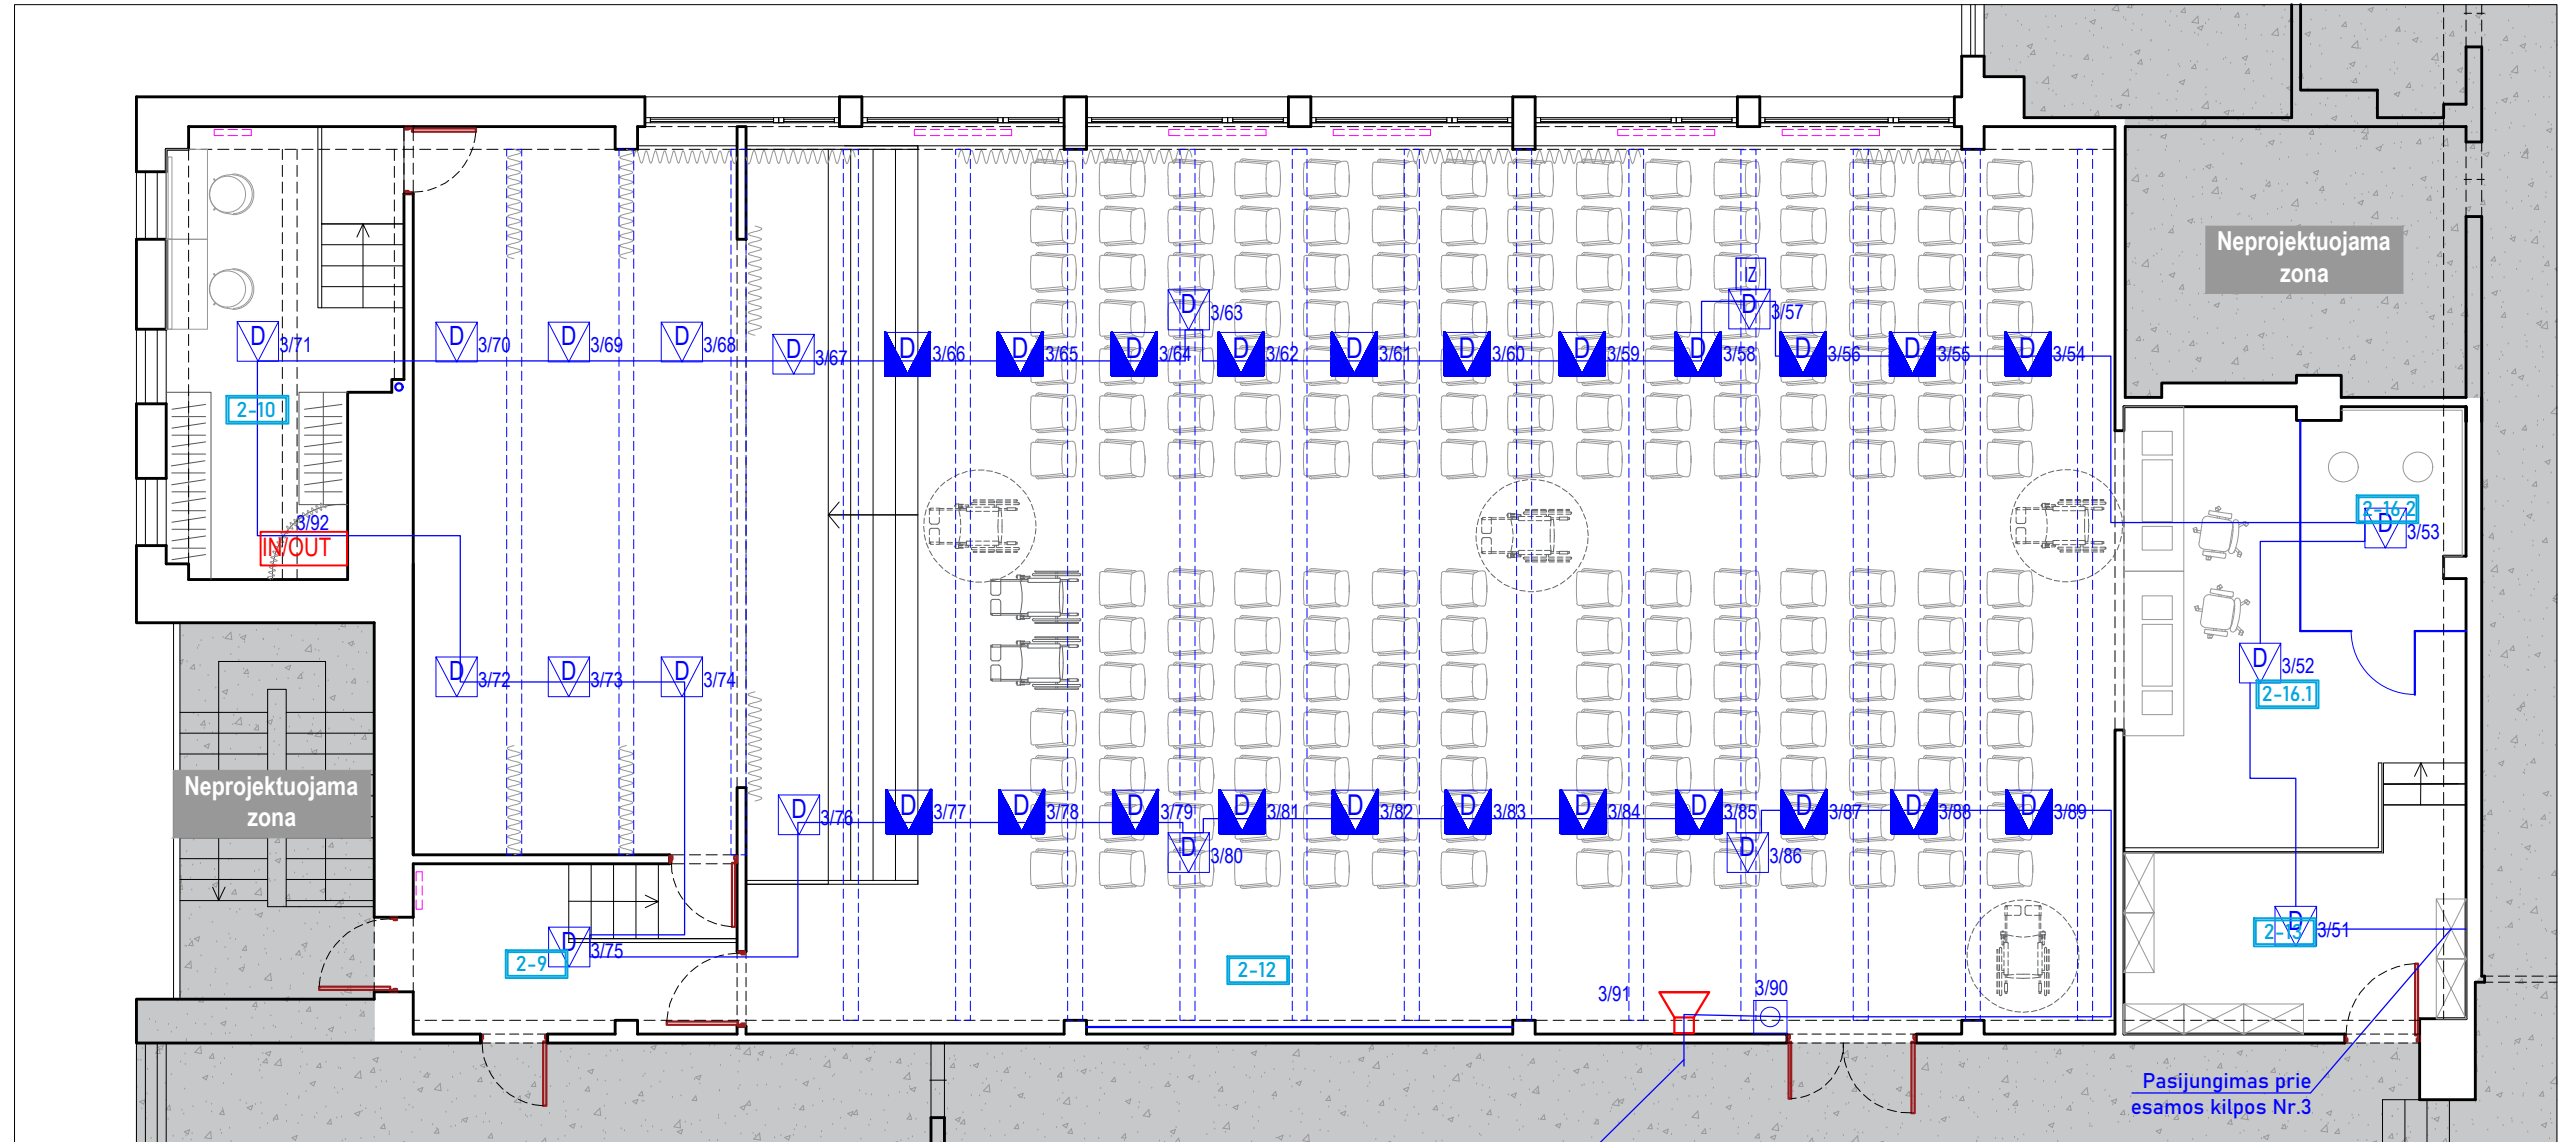 Neprojektuojama
zona
IZ
D 3/63
D 3/57
D 3/71
D 3/70
D 3/69
D 3/68
D 3/67
D 3/66
D 3/65
D 3/64
D 3/62
D 3/61
D 3/60
D 3/59
D 3/58
D 3/56
D 3/55
D 3/54
2-10
3/92
IN/OUT
2-16.2
D 3/53
D 3/72
D 3/73
D 3/74
D 3/52
2-16.1
Neprojektuojama
zona
D 3/76
D 3/77
D 3/78
D 3/79
D 3/81
D 3/82
D 3/83
D 3/84
D 3/85
D 3/87
D 3/88
D 3/89
D 3/80
D 3/86
D 3/75
2-9
2-12
D 3/51
3/91
3/90
Pasijungimas prie
esamos kilpos Nr.3